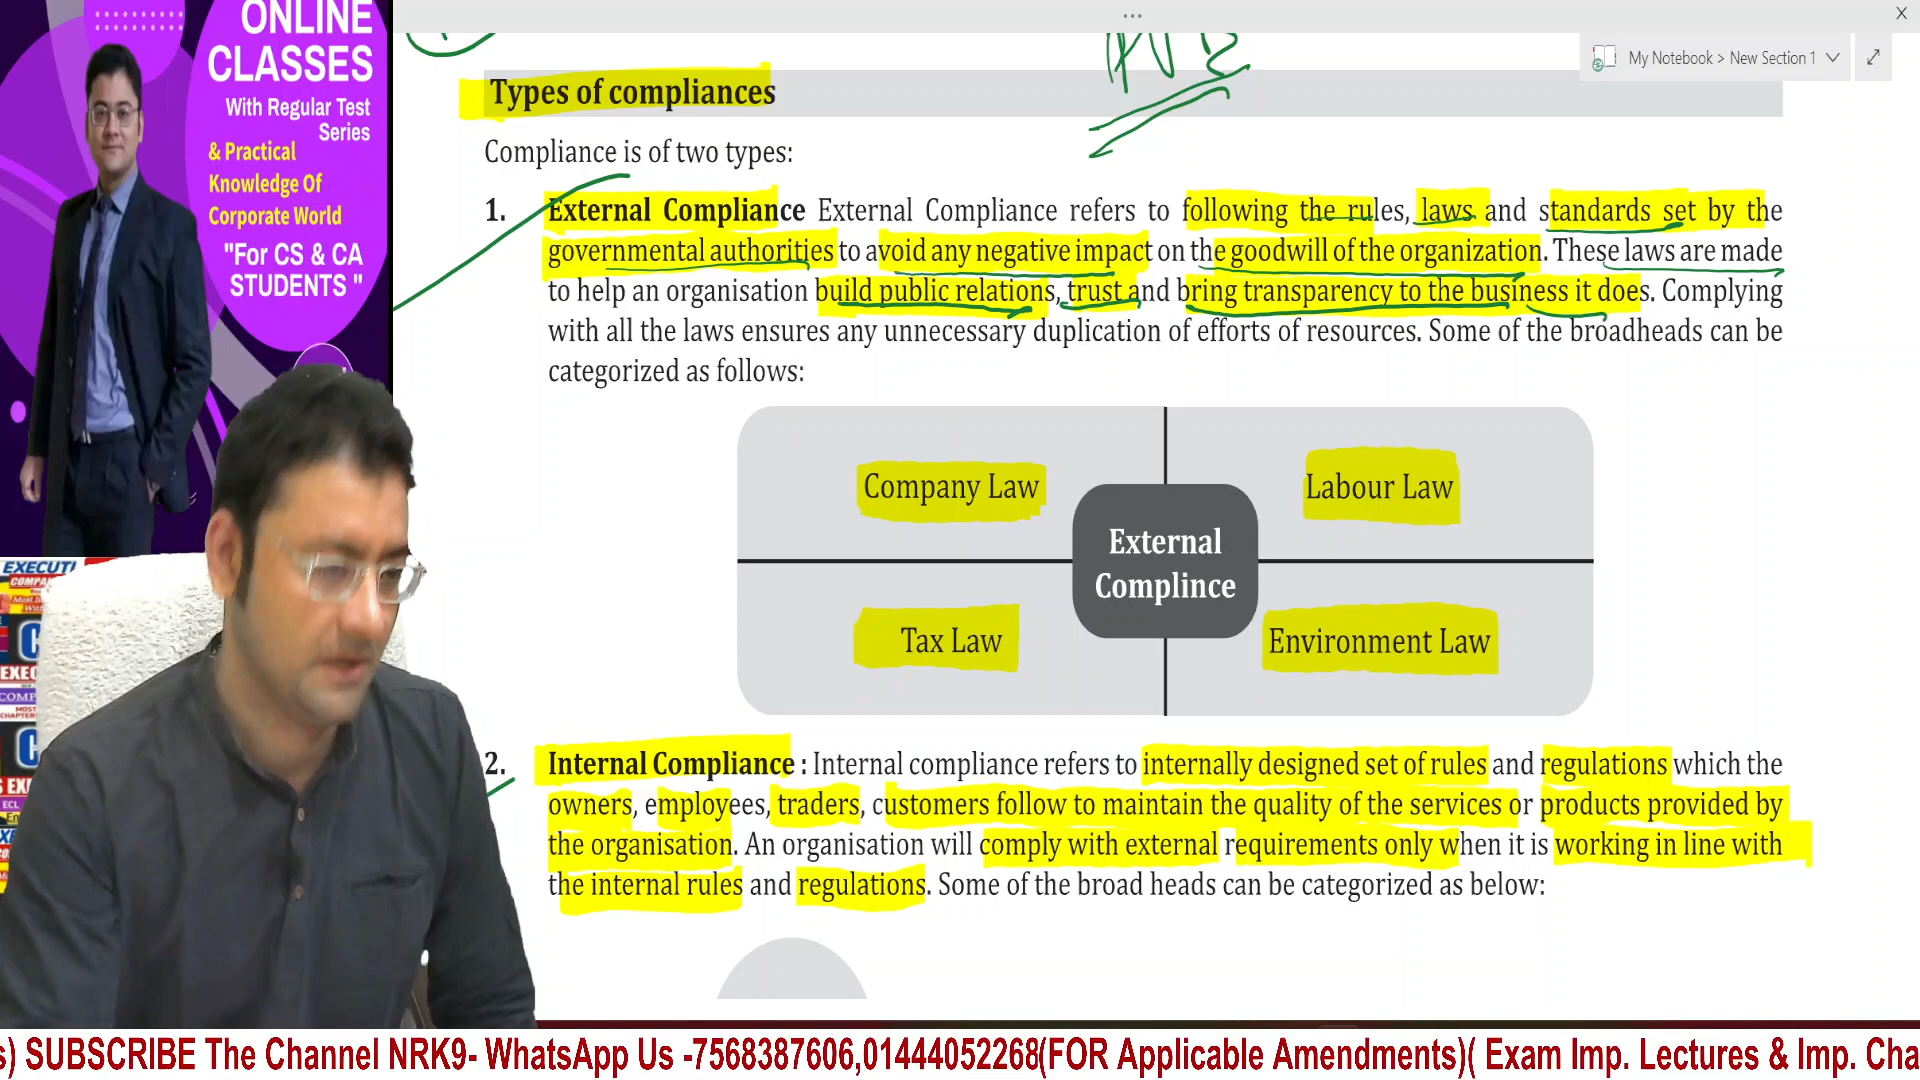 ONLINE
CLASSES
With Regular Test
Series
& Practical
Knowledge Of
Corporate World
"For CS & CA
STUDENTS "
My Notebook > New Section 1
Types of compliances
Compliance is of two types:
1. External Compliance External Compliance refers to following the rules, laws and standards set by the
governmental authorities to avoid any negative impact on the goodwill of the organization. These laws are made
to help an organisation build public relations, trust and bring transparency to the business it does. Complying
with all the laws ensures any unnecessary duplication of efforts of resources. Some of the broadheads can be
categorized as follows:
Company Law
Labour Law
External
Complince
Tax Law
Environment Law
2. Internal Compliance : Internal compliance refers to internally designed set of rules and regulations which the
owners, employees, traders, customers follow to maintain the quality of the services or products provided by
the organisation. An organisation will comply with external requirements only when it is working in line with
the internal rules and regulations. Some of the broad heads can be categorized as below:
s) SUBSCRIBE The Channel NRK9- WhatsApp Us -7568387606,01444052268(FOR Applicable Amendments)( Exam Imp. Lectures & Imp. Cha